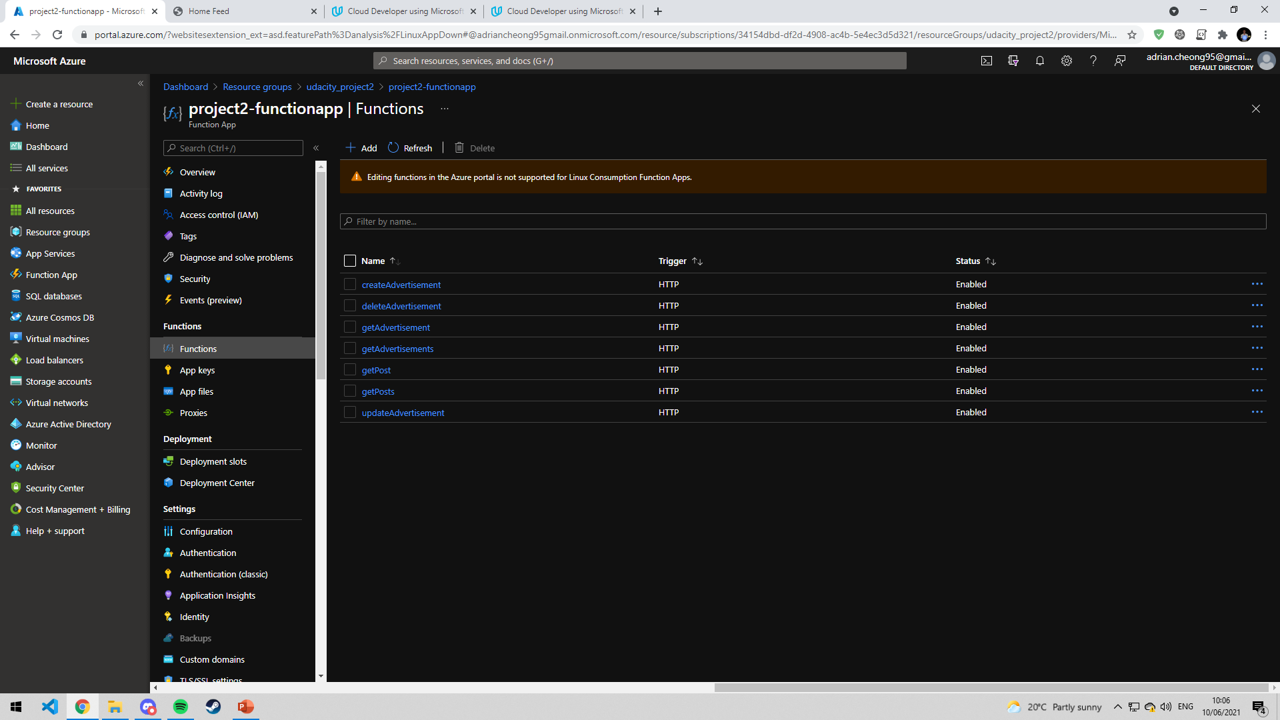 project2-functionapp - Microsoft
Home Feed
Cloud Developer using Microsoft
Cloud Developer using Microsoft
portal.azure.com/?websitesextension_ext=asd.featurePath%3Danalysis%2FLinuxAppDown#@adriancheong95gmail.onmicrosoft.com/resource/subscriptions/34154dbd-df2d-4908-ac4b-5e4ec3d5d321/resourceGroups/udacity_project2/providers/Mi...
Microsoft Azure
Search resources, services, and docs (G+/)
adrian.cheong95@gmai...
DEFAULT DIRECTORY
Create a resource
Home
Dashboard
All services
FAVORITES
All resources
Resource groups
App Services
Function App
SQL databases
Azure Cosmos DB
Virtual machines
Load balancers
Storage accounts
Virtual networks
Azure Active Directory
Monitor
Advisor
Security Center
Cost Management + Billing
Help + support
Dashboard > Resource groups > udacity_project2 > project2-functionapp
project2-functionapp | Functions ...
Function App
Search (Ctrl+/)
Overview
Activity log
Access control (IAM)
Tags
Diagnose and solve problems
Security
Events (preview)
Functions
Functions
App keys
App files
Proxies
Deployment
Deployment slots
Deployment Center
Settings
Configuration
Authentication
Authentication (classic)
Application Insights
Identity
Backups
Custom domains
TLS/SSL settings
Add Refresh Delete
Editing functions in the Azure portal is not supported for Linux Consumption Function Apps.
Filter by name...
Name Trigger Status
createAdvertisement HTTP Enabled
deleteAdvertisement HTTP Enabled
getAdvertisement HTTP Enabled
getAdvertisements HTTP Enabled
getPost HTTP Enabled
getPosts HTTP Enabled
updateAdvertisement HTTP Enabled
20°C Partly sunny
ENG
10:06
10/06/2021
4